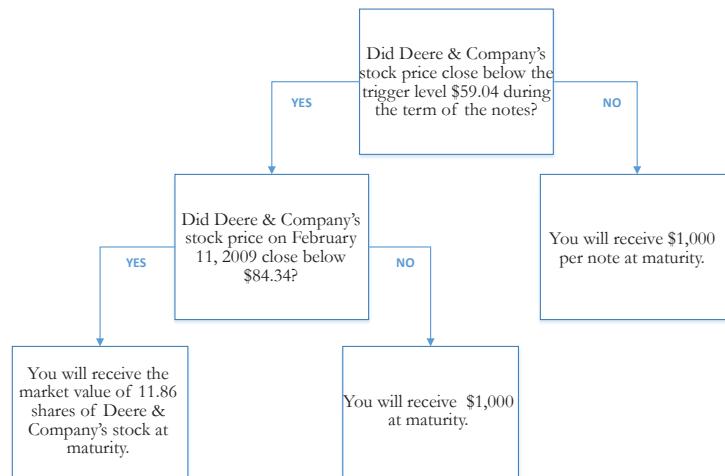 Did Deere & Company's
stock price close below the
trigger level $59.04 during
the term of the notes?
YES
NO
Did Deere & Company's
stock price on February
11, 2009 close below
$84.34?
You will receive $1,000
per note at maturity.
YES
NO
You will receive the
market value of 11.86
shares of Deere &
Company's stock at
maturity.
You will receive $1,000
at maturity.